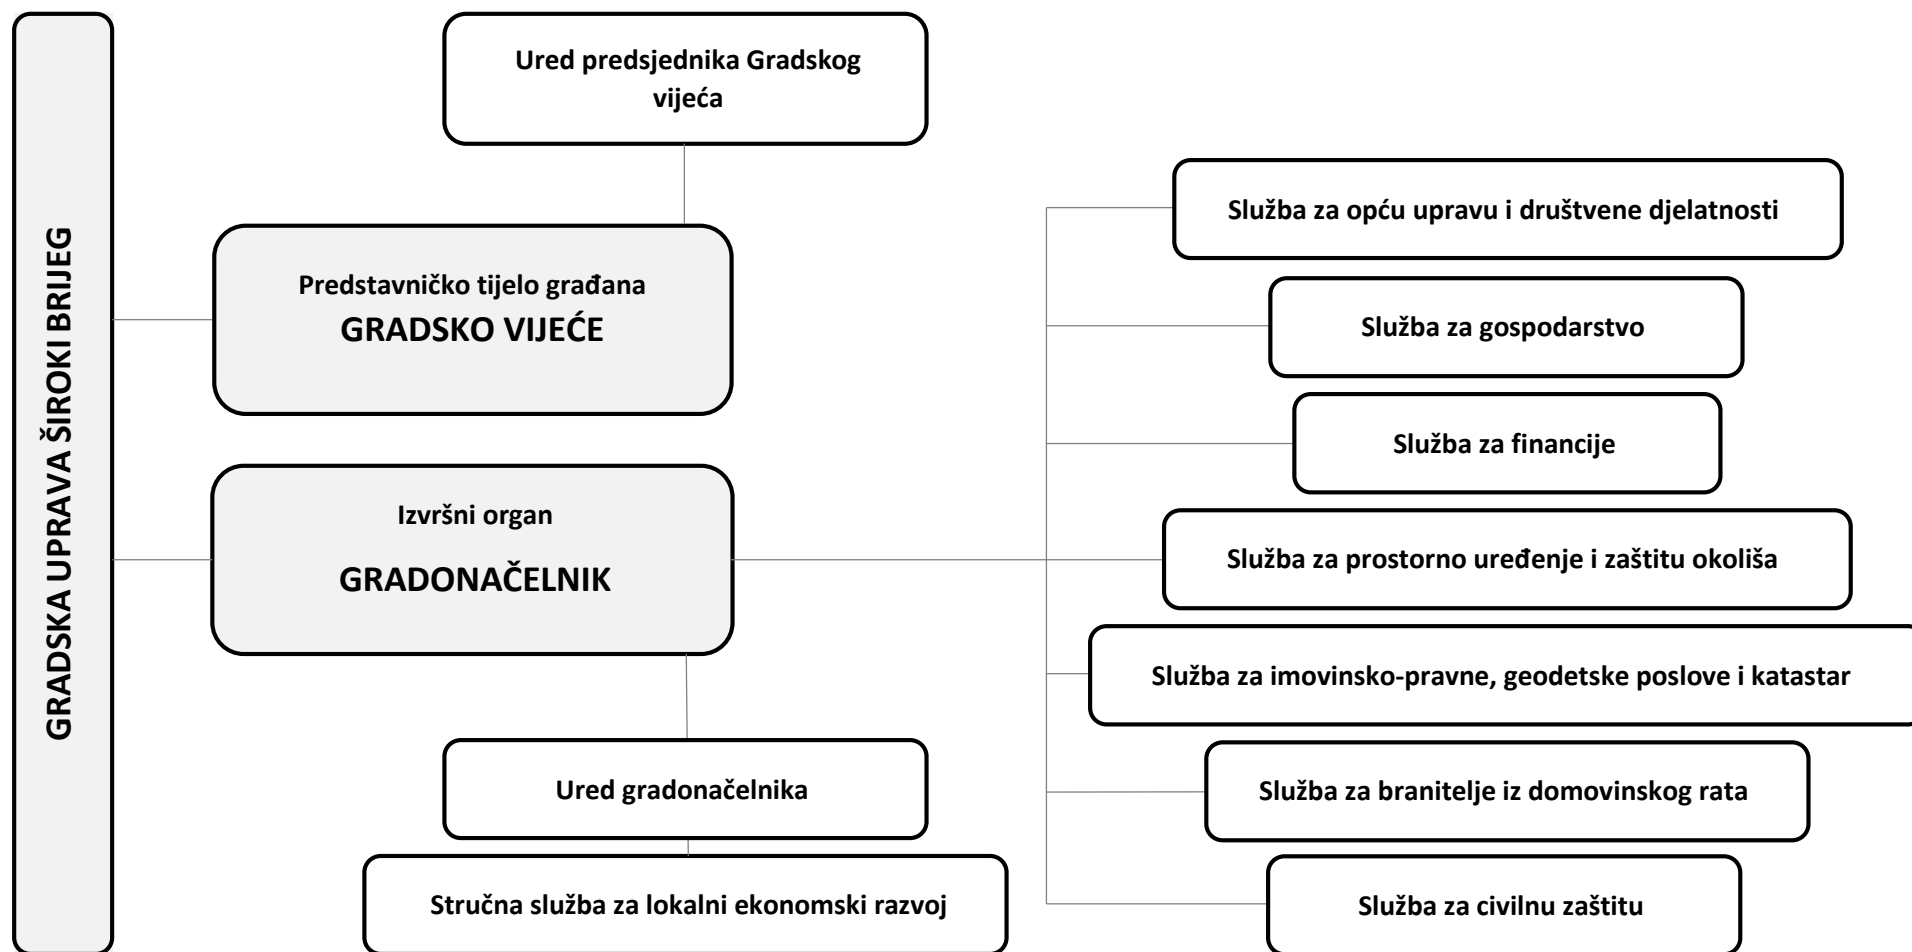 GRADSKA UPRAVA ŠIROKI BRIJEG
Ured predsjednika Gradskog
vijeća
Predstavničko tijelo građana
GRADSKO VIJEĆE
Izvršni organ
GRADONAČELNIK
Ured gradonačelnika
Stručna služba za lokalni ekonomski razvoj
Služba za opću upravu i društvene djelatnosti
Služba za gospodarstvo
Služba za financije
Služba za prostorno uređenje i zaštitu okoliša
Služba za imovinsko-pravne, geodetske poslove i katastar
Služba za branitelje iz domovinskog rata
Služba za civilnu zaštitu